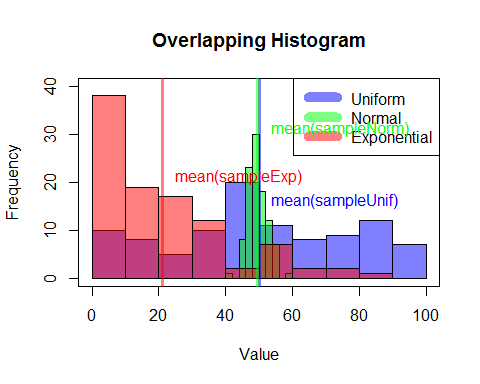 Overlapping Histogram
Frequency
40
30
20
10
0
Uniform
Normal
Exponential
mean(sampleNorm)
mean(sampleExp)
mean(sampleUnif)
0 20 40 60 80 100
Value